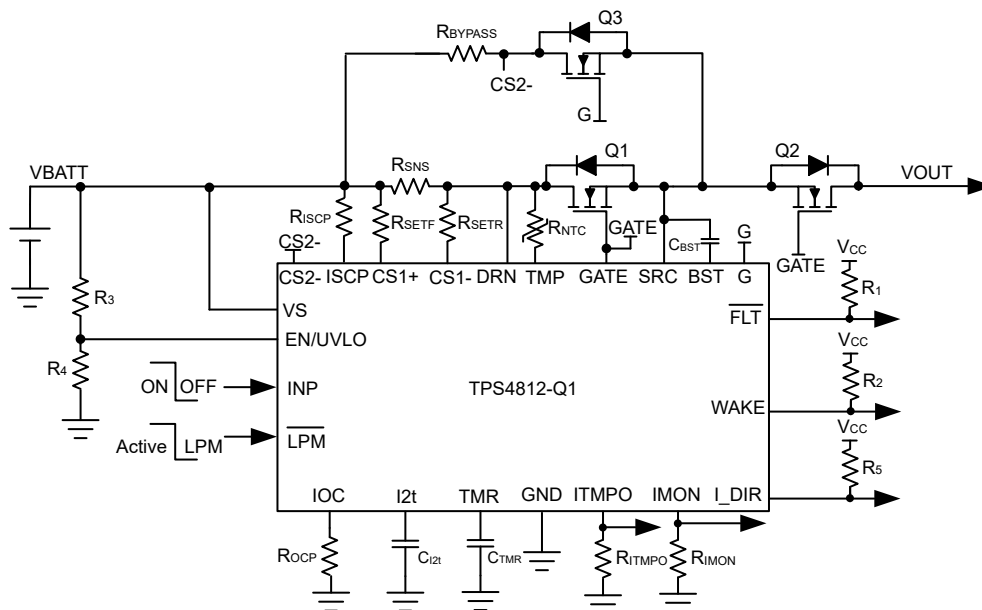 Q3
RBYPASS
CS2-
G
VBATT
RSNS
Q1
Q2
VOUT
RISCP
RSETF
RSETR
RNTC
GATE
CBST
G
GATE
CS2-
CS2- ISCP CS1+ CS1- DRN TMP GATE SRC BST G
VCC
R1
FLT
R3
VS
EN/UVLO
R4
VCC
R2
ON OFF
INP
TPS4812-Q1
WAKE
Active LPM
LPM
VCC
R5
IOC I2t TMR GND ITMPO IMON I_DIR
ROCP
CI2t
CTMR
RITMPO
RIMON